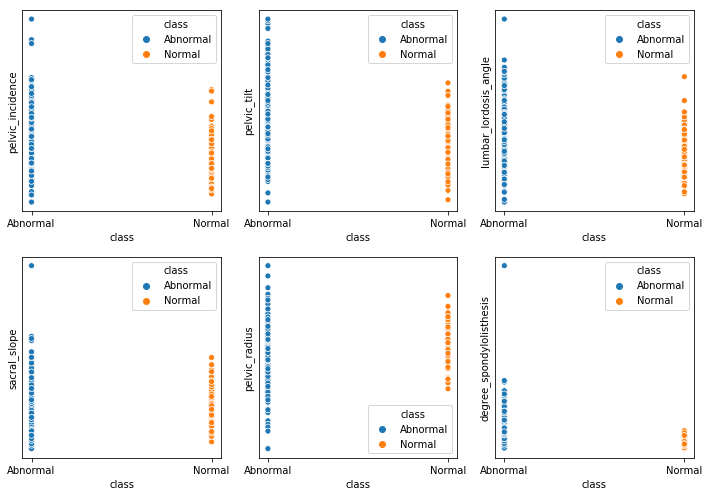 class
Abnormal
Normal
pelvic_incidence
Abnormal Normal
class
class
Abnormal
Normal
pelvic_tilt
Abnormal Normal
class
class
Abnormal
Normal
lumbar_lordosis_angle
Abnormal Normal
class
class
Abnormal
Normal
sacral_slope
Abnormal Normal
class
class
Abnormal
Normal
pelvic_radius
Abnormal Normal
class
class
Abnormal
Normal
degree_spondylolisthesis
Abnormal Normal
class